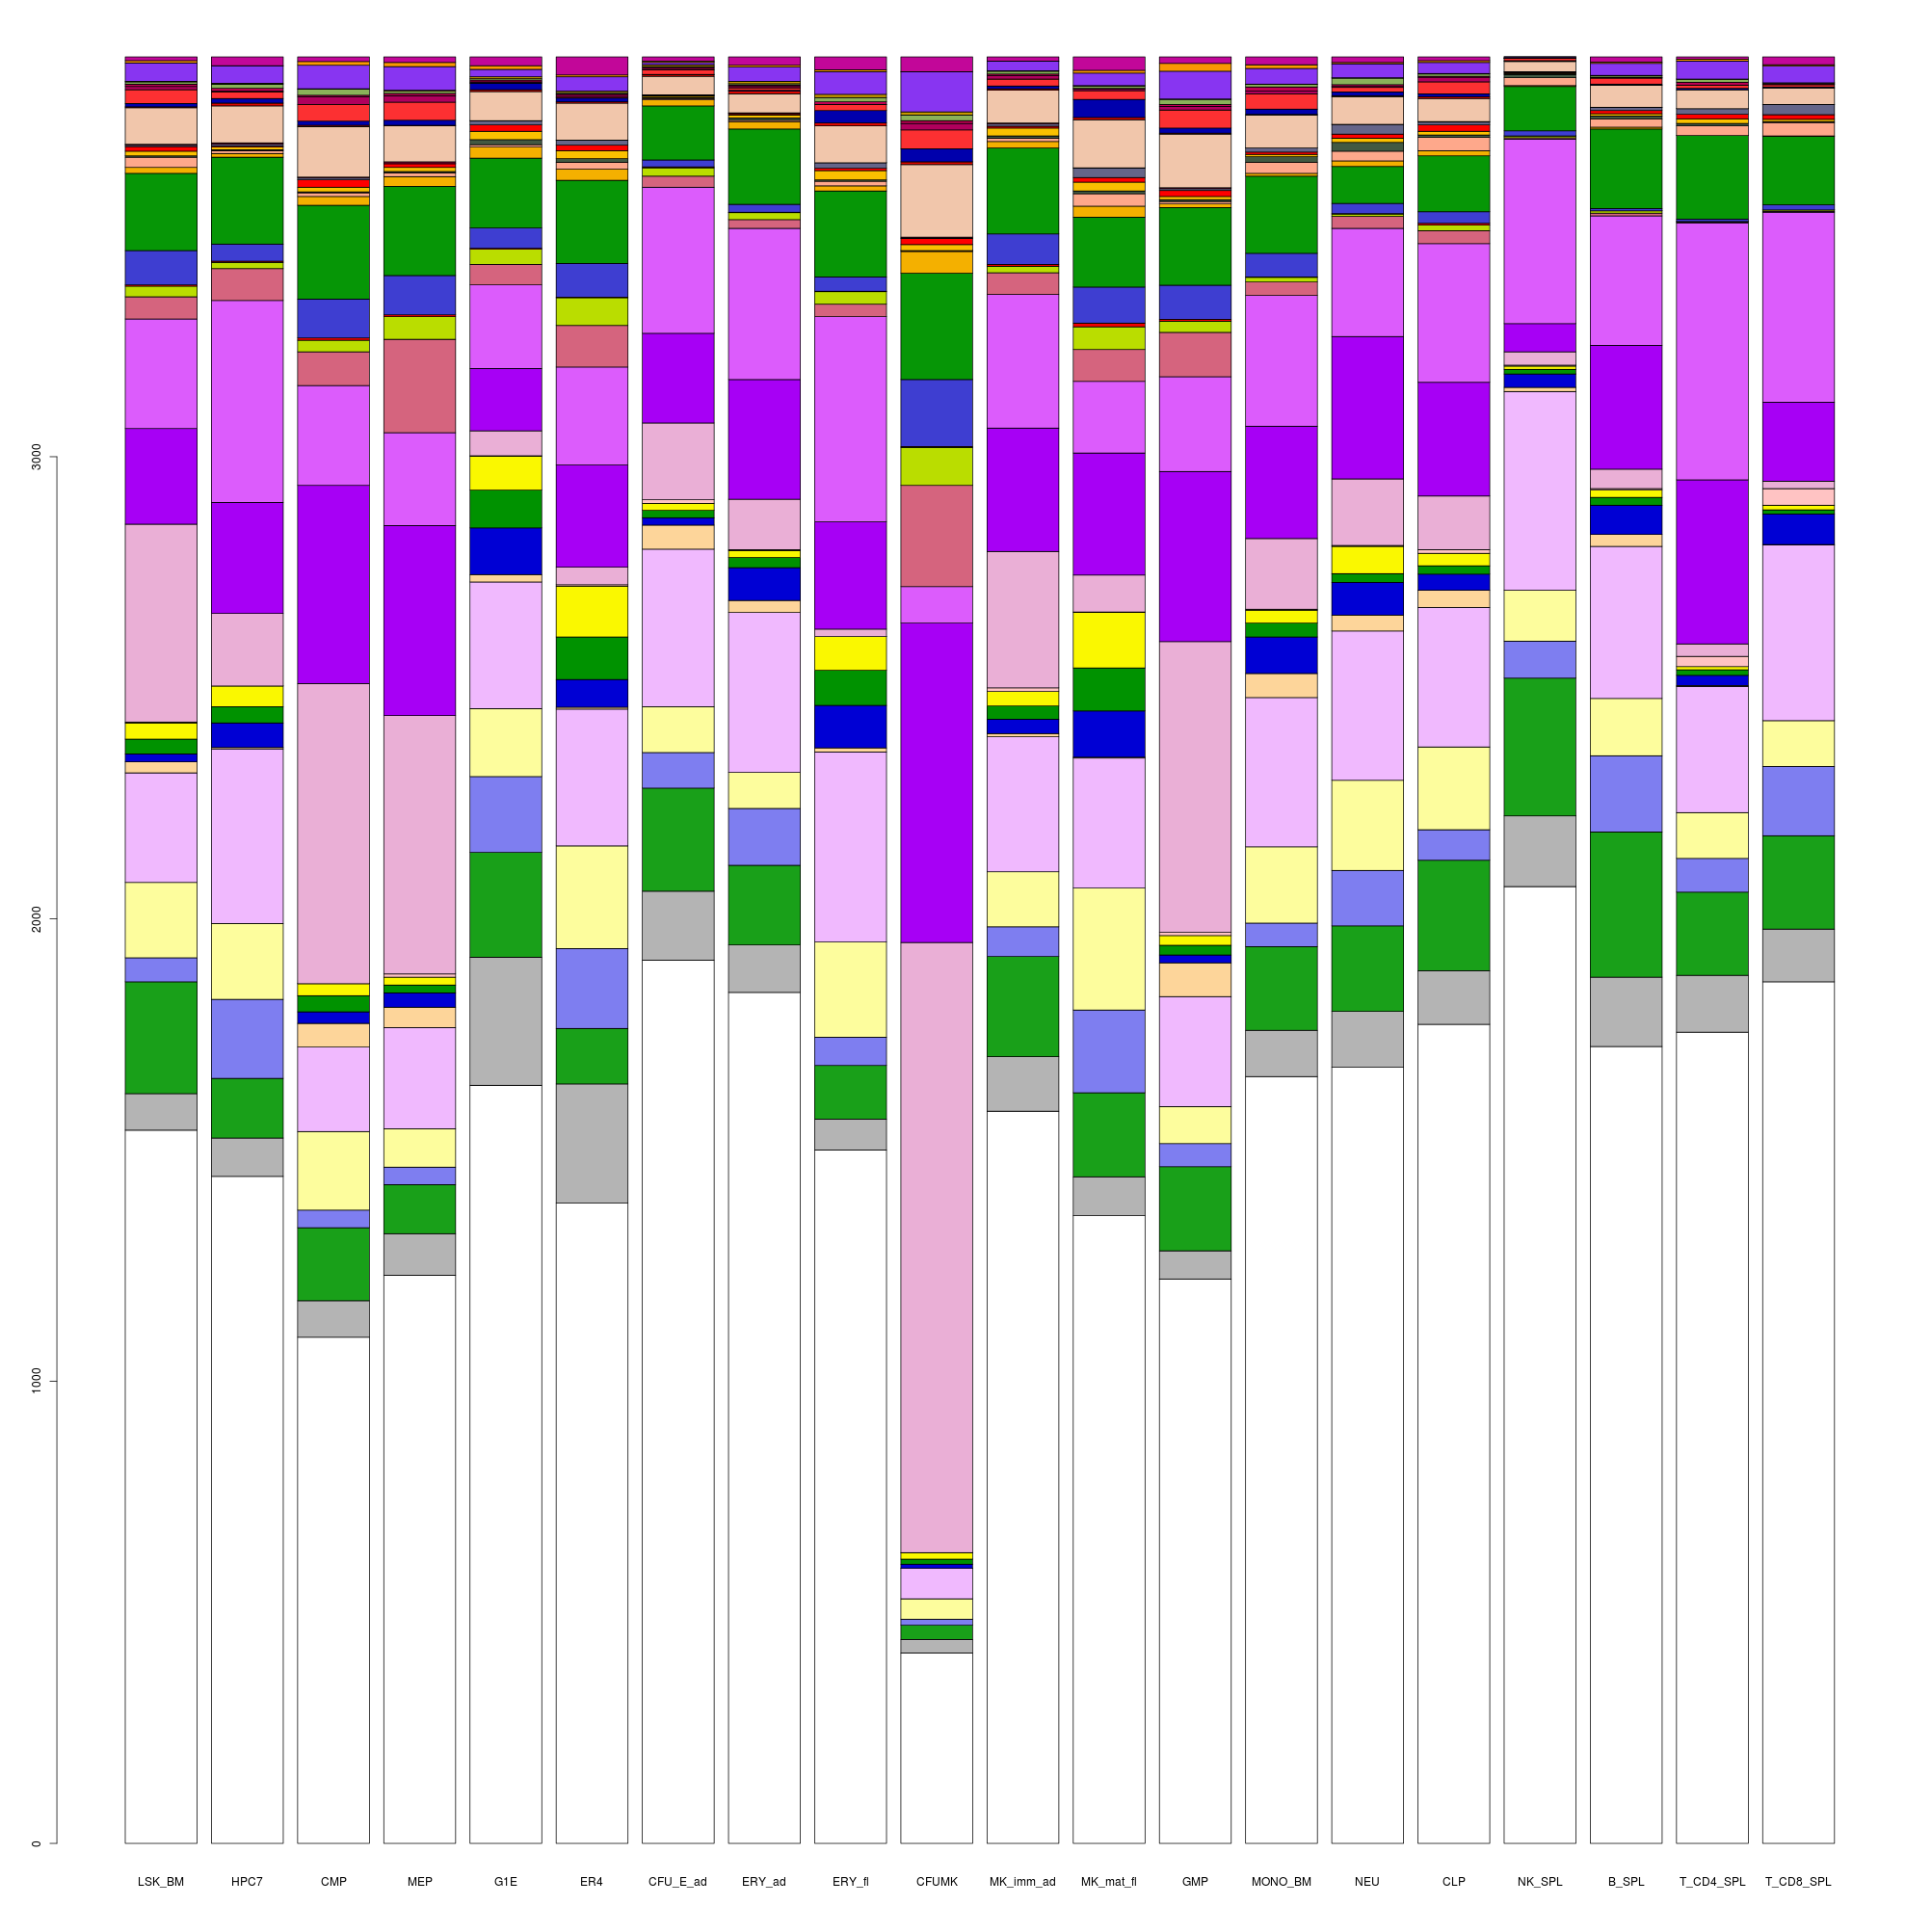 3000
2000
1000
0
LSK_BM HPC7 CMP MEP G1E ER4 CFU_E_ad ERY_ad ERY_fl CFUMK MK_imm_ad MK_mat_fl GMP MONO_BM NEU CLP NK_SPL B_SPL T_CD4_SPL T_CD8_SPL